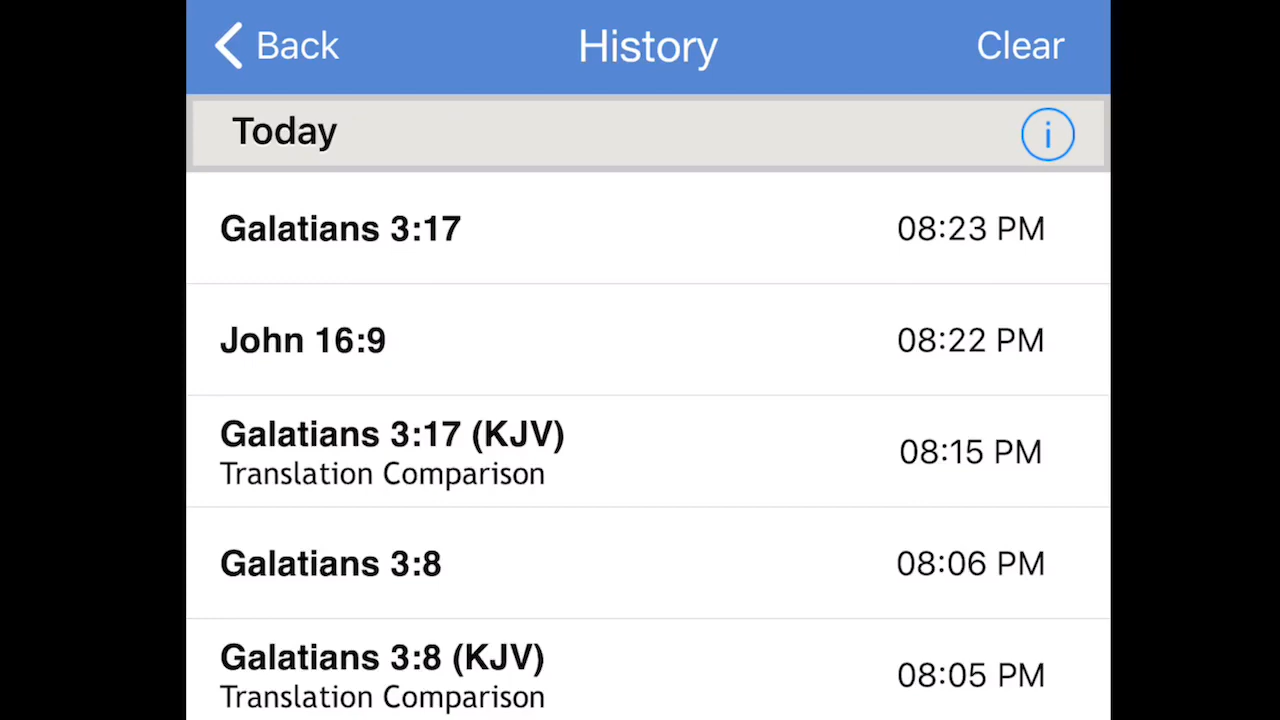 Back History Clear
Today
Galatians 3:17 08:23 PM
John 16:9 08:22 PM
Galatians 3:17 (KJV)
Translation Comparison 08:15 PM
Galatians 3:8 08:06 PM
Galatians 3:8 (KJV)
Translation Comparison 08:05 PM